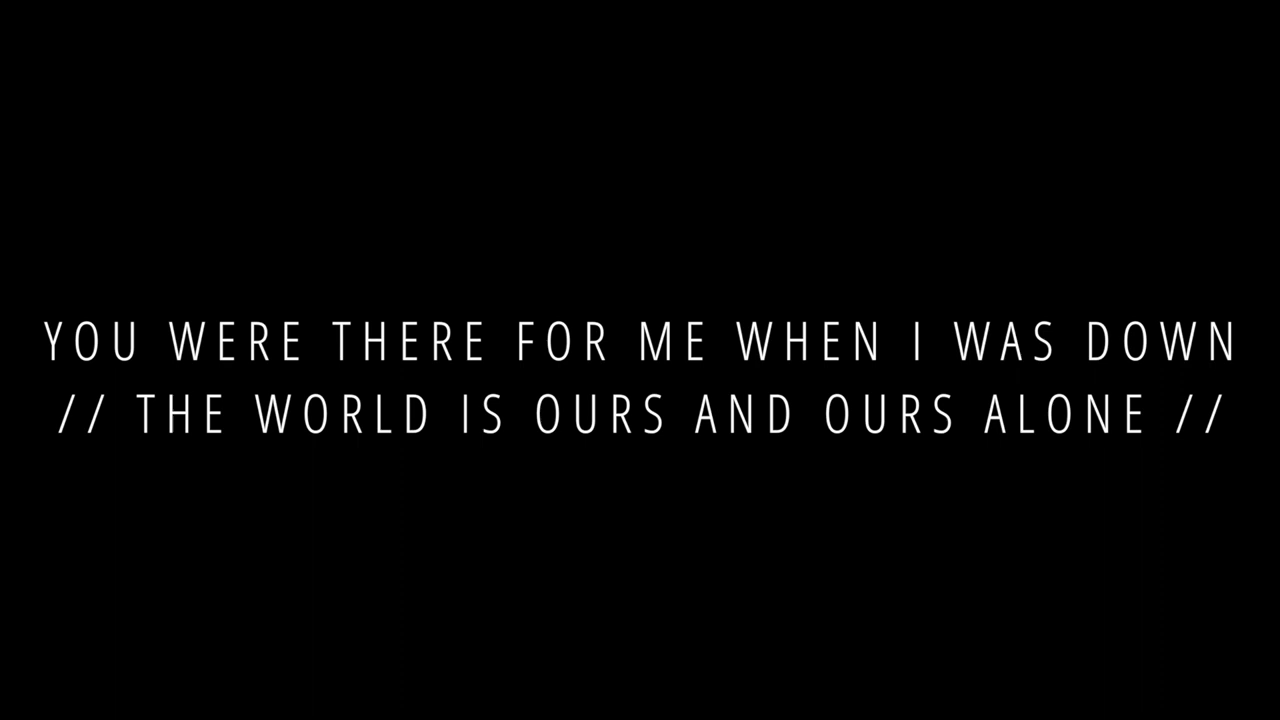 YOU WERE THERE FOR ME WHEN I WAS DOWN
// THE WORLD IS OURS AND OURS ALONE //